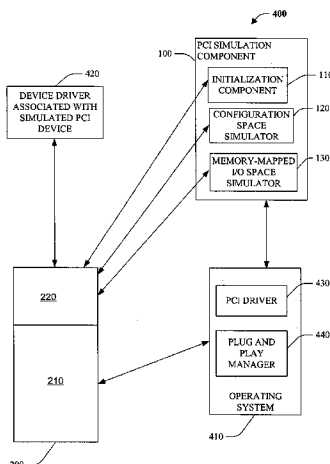 400
100
PCI SIMULATION
COMPONENT
INITIALIZATION
COMPONENT
110
CONFIGURATION
SPACE
SIMULATOR
120
MEMORY-MAPPED
I/O SPACE
SIMULATOR
130
420
DEVICE DRIVER
ASSOCIATED WITH
SIMULATED PCI
DEVICE
220
210
200
PCI DRIVER
430
PLUG AND
PLAY
MANAGER
440
OPERATING
SYSTEM
410